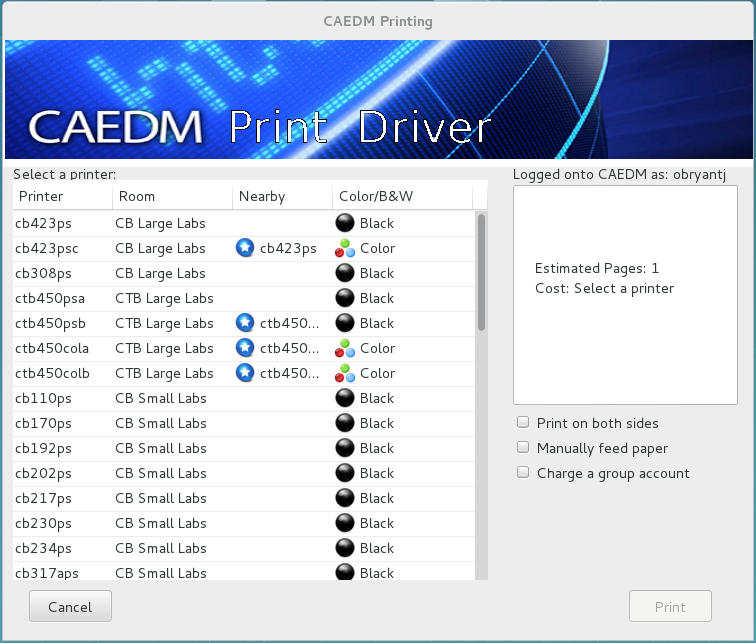 CAEDM Printing
CAEDM Print Driver
Select a printer:
Logged onto CAEDM as: obryantj
Printer Room Nearby Color/B&W
cb423ps CB Large Labs Black
cb423psc CB Large Labs cb423ps Color
cb308ps CB Large Labs Black
ctb450psa CTB Large Labs Black
ctb450psb CTB Large Labs ctb450... Black
ctb450cola CTB Large Labs ctb450... Color
ctb450colb CTB Large Labs ctb450... Color
cb110ps CB Small Labs Black
cb170ps CB Small Labs Black
cb192ps CB Small Labs Black
cb202ps CB Small Labs Black
cb217ps CB Small Labs Black
cb230ps CB Small Labs Black
cb234ps CB Small Labs Black
cb317aps CB Small Labs Black
Estimated Pages: 1
Cost: Select a printer
Print on both sides
Manually feed paper
Charge a group account
Cancel
Print